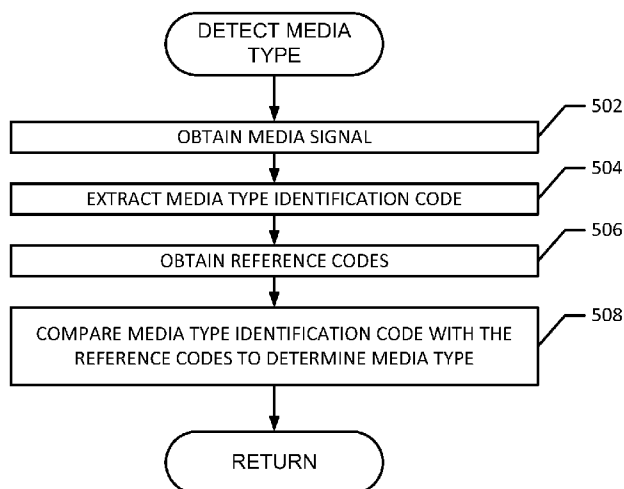 DETECT MEDIA
TYPE
502
OBTAIN MEDIA SIGNAL
504
EXTRACT MEDIA TYPE IDENTIFICATION CODE
506
OBTAIN REFERENCE CODES
508
COMPARE MEDIA TYPE IDENTIFICATION CODE WITH THE
REFERENCE CODES TO DETERMINE MEDIA TYPE
RETURN